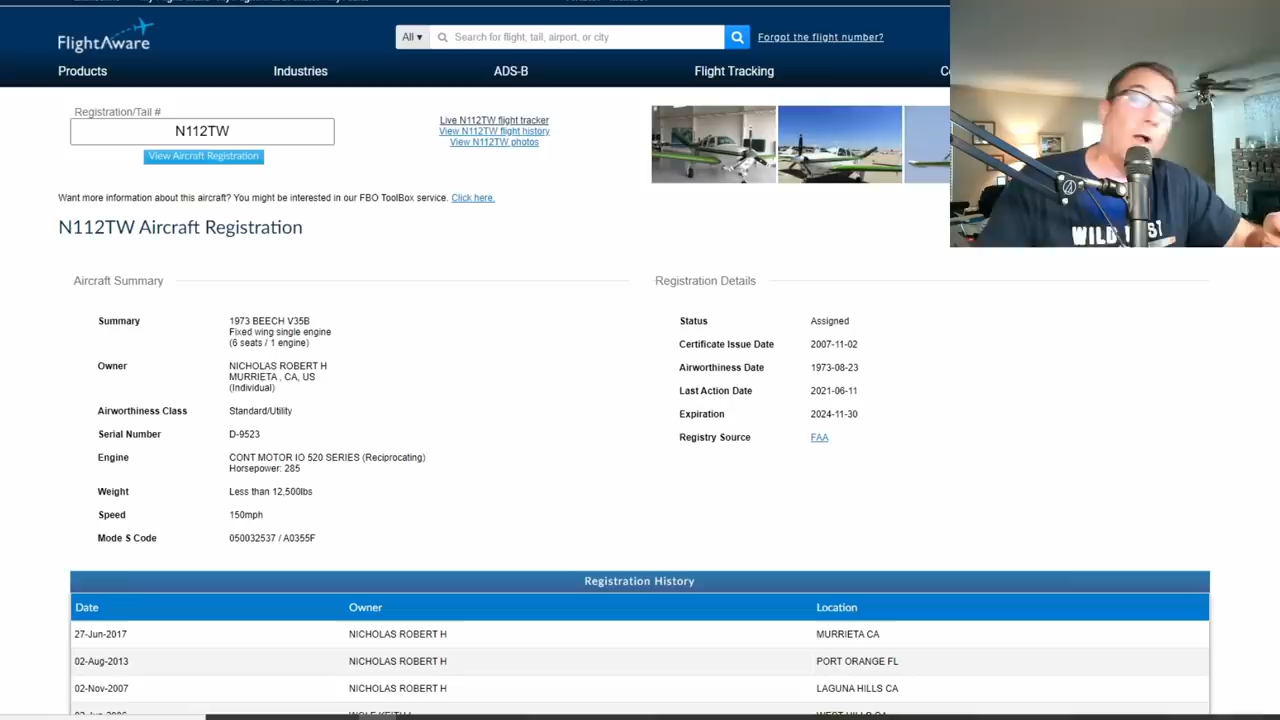 FlightAware
All ▾
Search for flight, tail, airport, or city
Forgot the flight number?
Products
Industries
ADS-B
Flight Tracking
Registration/Tail #
N112TW
View Aircraft Registration
Live N112TW flight tracker
View N112TW flight history
View N112TW photos
Want more information about this aircraft? You might be interested in our FBO ToolBox service. Click here.
N112TW Aircraft Registration
Aircraft Summary
Summary
1973 BEECH V35B
Fixed wing single engine
(6 seats / 1 engine)
Owner
NICHOLAS ROBERT H
MURRIETA , CA, US
(Individual)
Airworthiness Class
Standard/Utility
Serial Number
D-9523
Engine
CONT MOTOR IO 520 SERIES (Reciprocating)
Horsepower: 285
Weight
Less than 12,500lbs
Speed
150mph
Mode S Code
050032537 / A0355F
Registration Details
Status
Assigned
Certificate Issue Date
2007-11-02
Airworthiness Date
1973-08-23
Last Action Date
2021-06-11
Expiration
2024-11-30
Registry Source
FAA
Registration History
Date Owner Location
27-Jun-2017 NICHOLAS ROBERT H MURRIETA CA
02-Aug-2013 NICHOLAS ROBERT H PORT ORANGE FL
02-Nov-2007 NICHOLAS ROBERT H LAGUNA HILLS CA
WILD